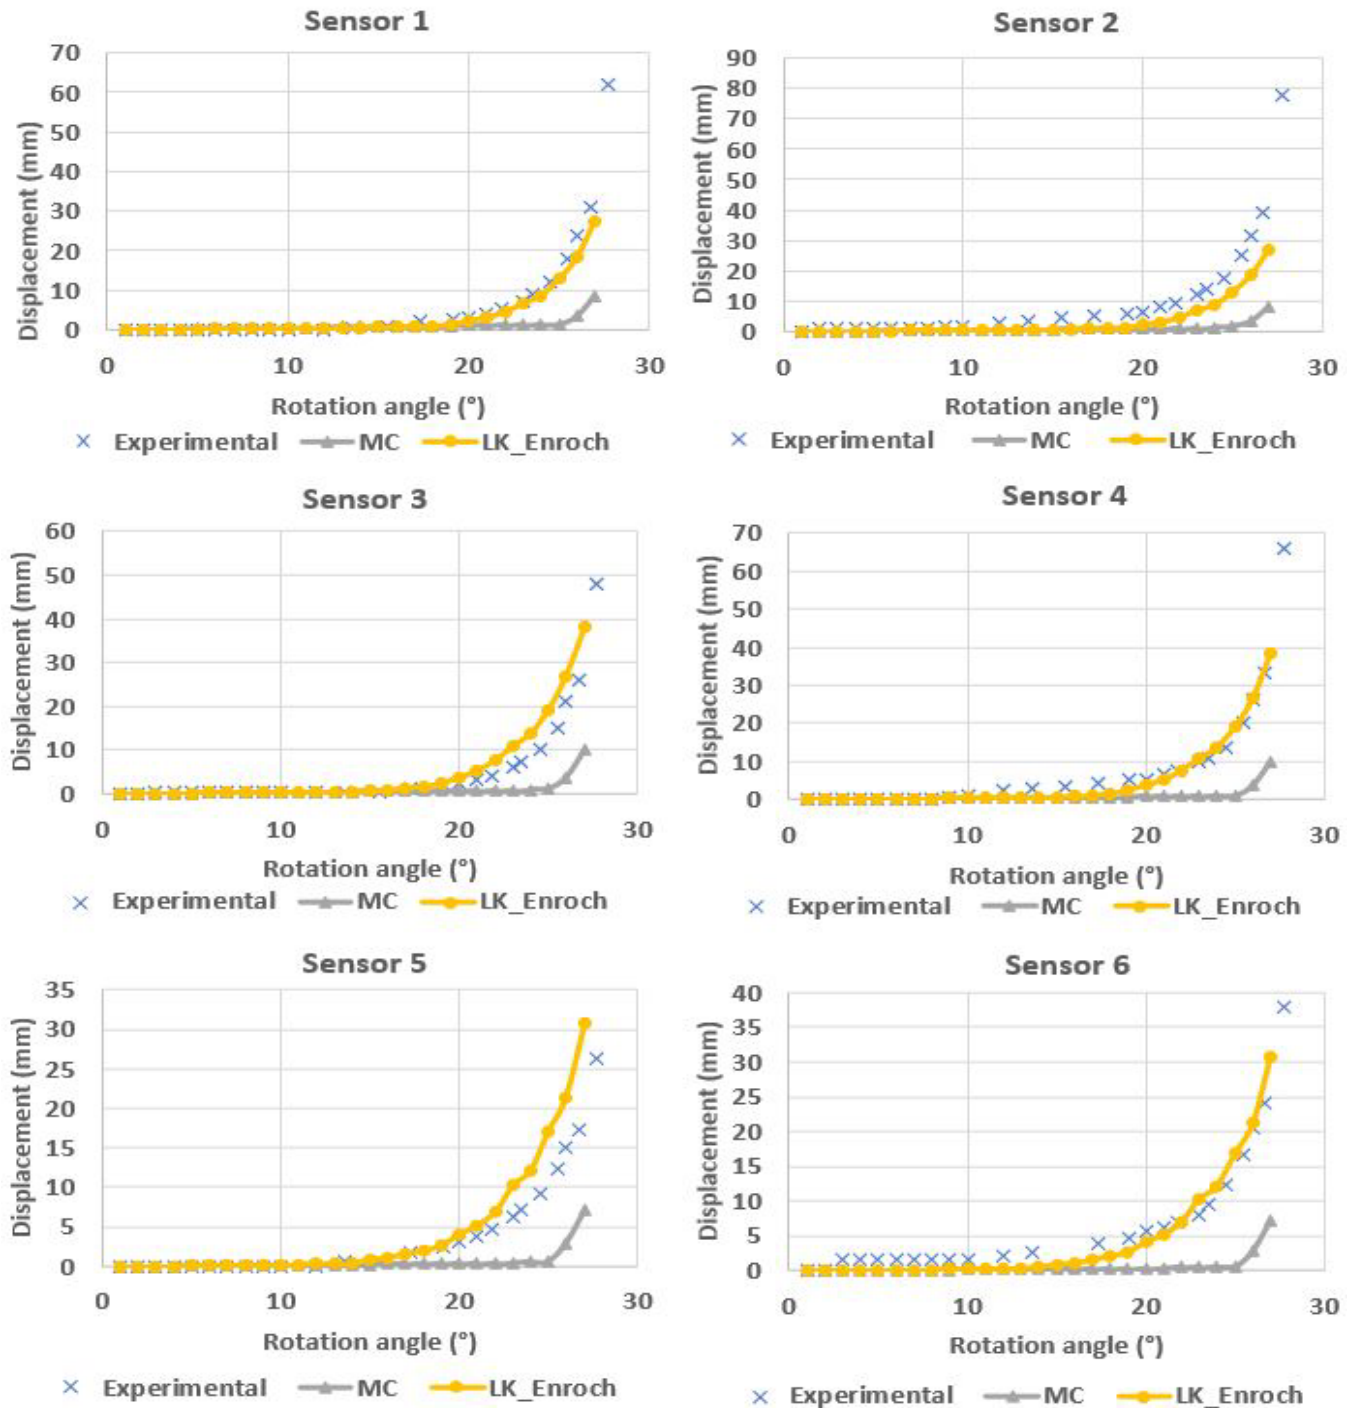 Sensor 1
Displacement (mm)
70
60
50
40
30
20
10
0
0 10 20 30
Rotation angle (°)
Experimental MC LK_Enroch
Sensor 2
Displacement (mm)
90
80
70
60
50
40
30
20
10
0
0 10 20 30
Rotation angle (°)
Experimental MC LK_Enroch
Sensor 3
Displacement (mm)
60
50
40
30
20
10
0
0 10 20 30
Rotation angle (°)
Experimental MC LK_Enroch
Sensor 4
Displacement (mm)
70
60
50
40
30
20
10
0
0 10 20 30
Rotation angle (°)
Experimental MC LK_Enroch
Sensor 5
Displacement (mm)
35
30
25
20
15
10
5
0
0 10 20 30
Rotation angle (°)
Experimental MC LK_Enroch
Sensor 6
Displacement (mm)
40
35
30
25
20
15
10
5
0
0 10 20 30
Rotation angle (°)
Experimental MC LK_Enroch